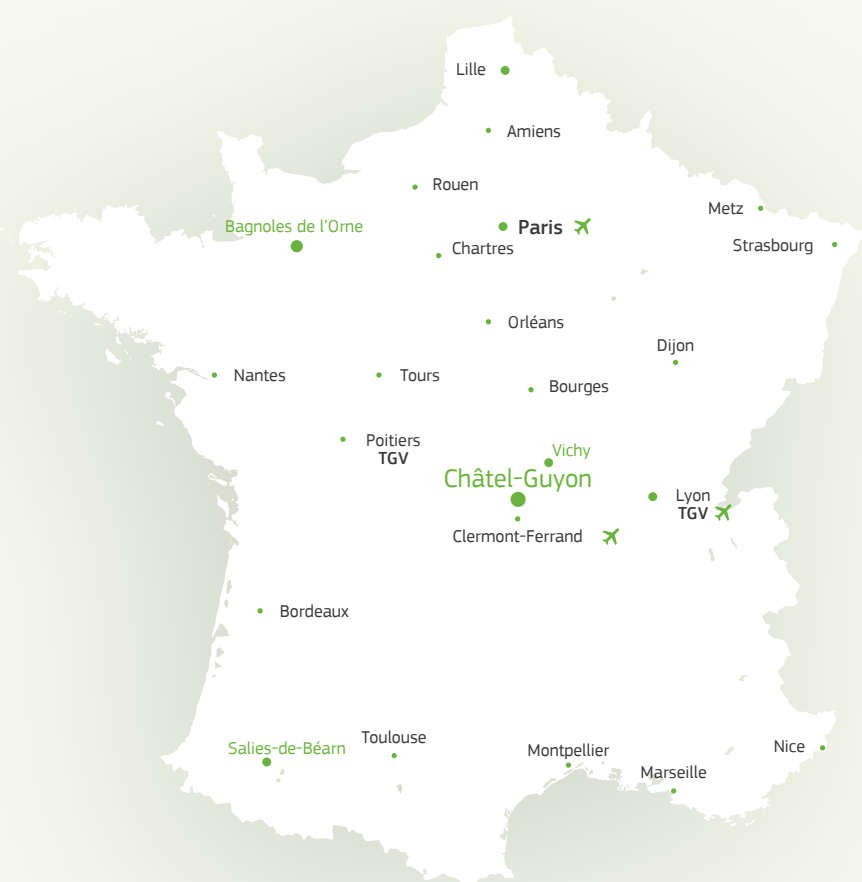 Lille
Amiens
Rouen
Metz
Bagnoles de l'Orne
Paris
Strasbourg
Chartres
Orléans
Dijon
Nantes
Tours
Bourges
Poitiers
TGV
Vichy
Châtel-Guyon
Lyon
TGV
Clermont-Ferrand
Bordeaux
Toulouse
Salies-de-Béarn
Montpellier
Nice
Marseille